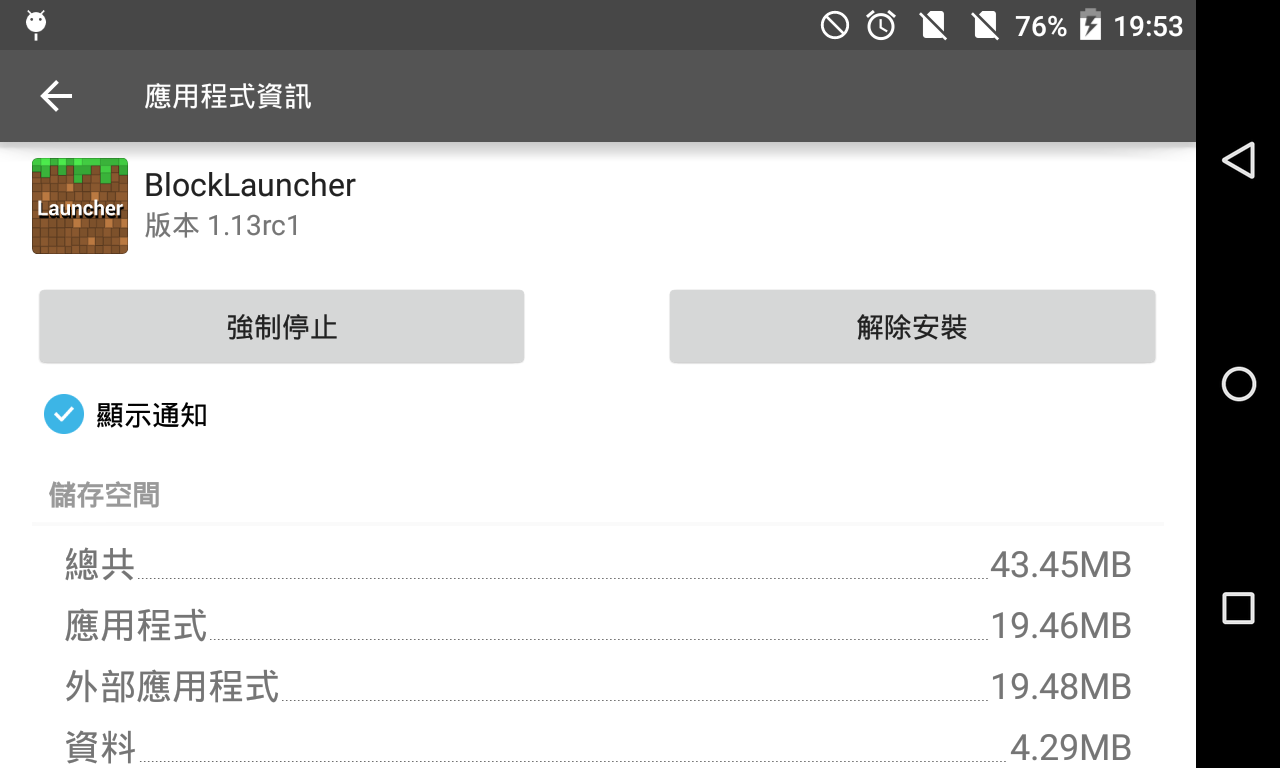 76% 19:53
應用程式資訊
Launcher
BlockLauncher
版本 1.13rc1
強制停止 解除安裝
顯示通知
儲存空間
總共 43.45MB
應用程式 19.46MB
外部應用程式 19.48MB
資料 4.29MB